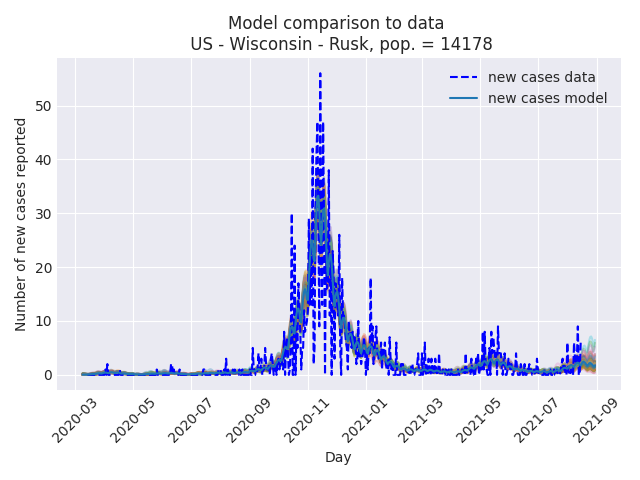 Model comparison to data
US - Wisconsin - Rusk, pop. = 14178
new cases data
new cases model
Number of new cases reported
50
40
30
20
10
0
2020-03
2020-05
2020-07
2020-09
2020-11
2021-01
2021-03
2021-05
2021-07
2021-09
Day